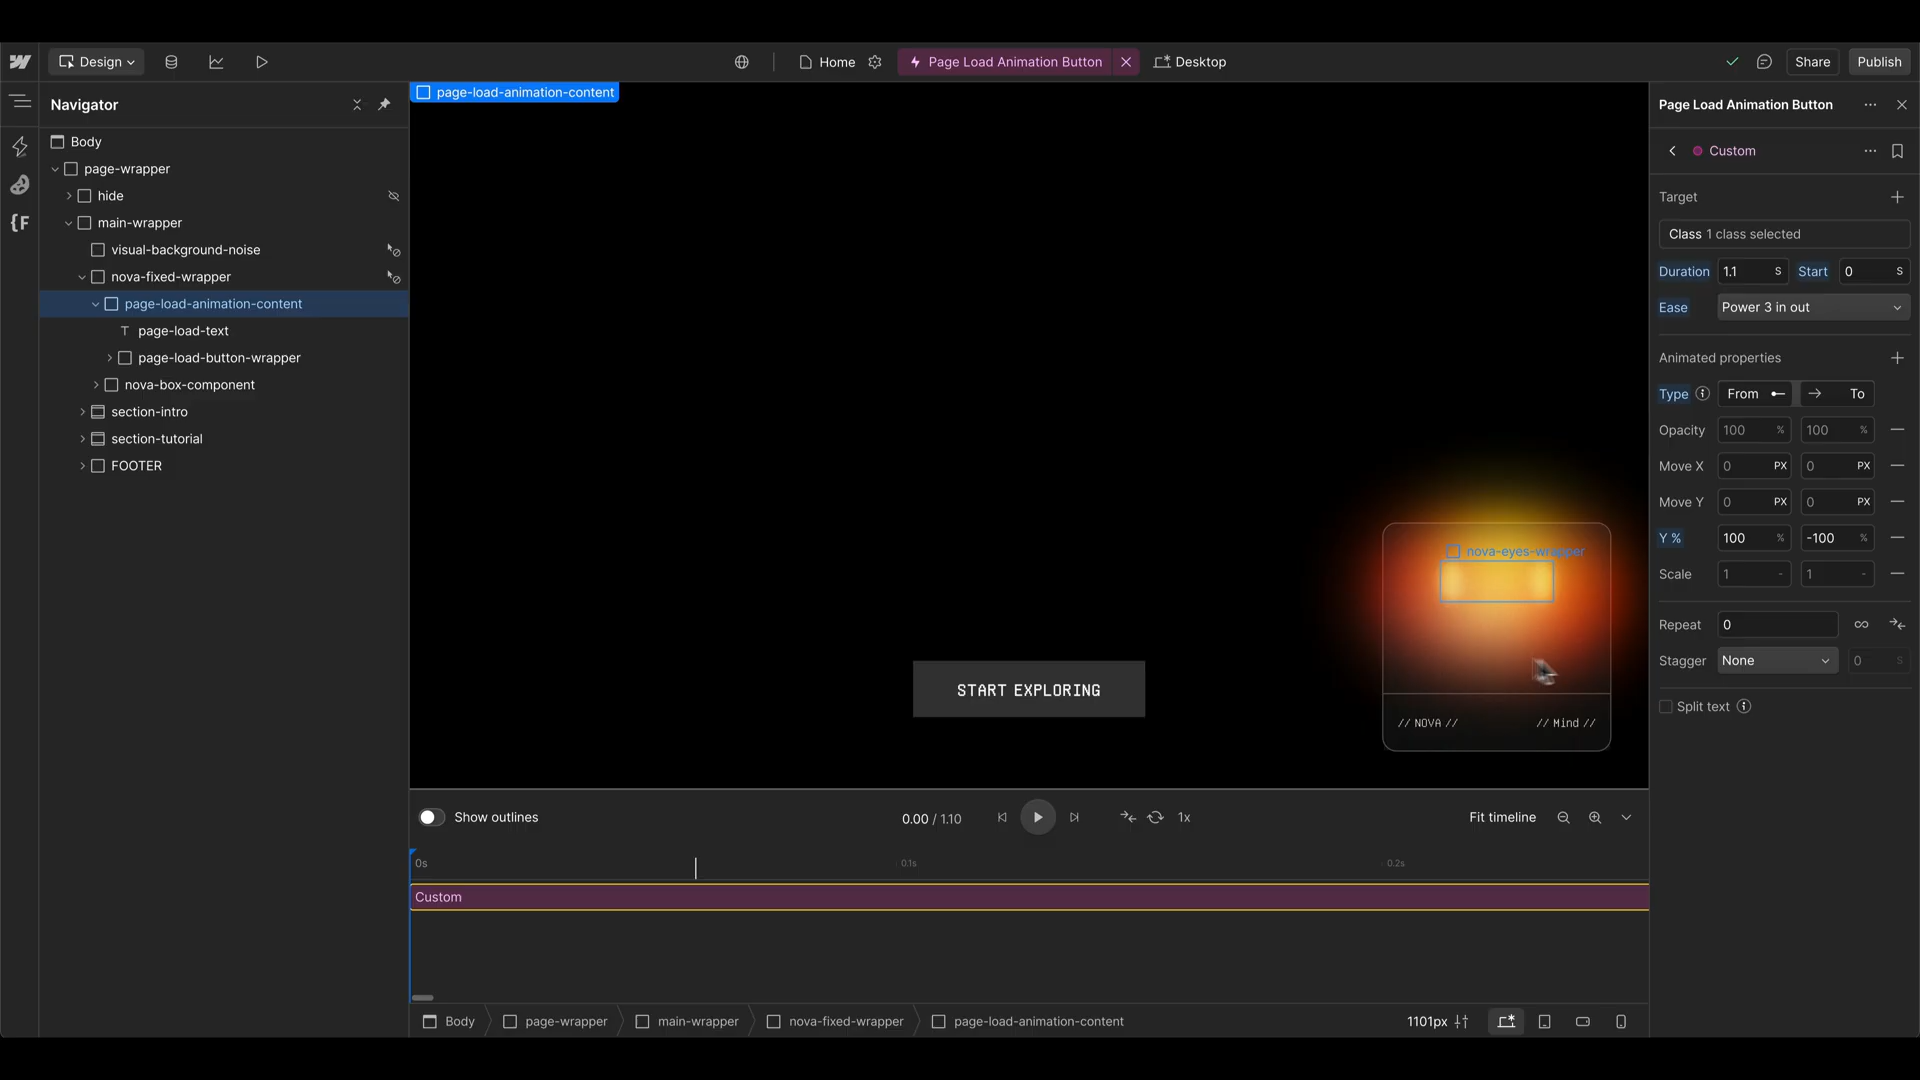 Design
Home
Page Load Animation Button
Desktop
Share
Publish
Navigator
Body
page-wrapper
hide
main-wrapper
visual-background-noise
nova-fixed-wrapper
page-load-animation-content
page-load-text
page-load-button-wrapper
nova-box-component
section-intro
section-tutorial
FOOTER
{F
page-load-animation-content
nova-eyes-wrapper
START EXPLORING
// NOVA //
// Mind //
Page Load Animation Button
Custom
Target
Class 1 class selected
Duration 1.1 S Start 0 S
Ease Power 3 in out
Animated properties
Type From To
Opacity 100 % 100 %
Move X 0 PX 0 PX
Move Y 0 PX 0 PX
Y % 100 % -100 %
Scale 1 - 1 -
Repeat 0
Stagger None 0 S
Split text
Show outlines
0.00 / 1.10
1x
Fit timeline
0s
0.1s
0.2s
Custom
Body
page-wrapper
main-wrapper
nova-fixed-wrapper
page-load-animation-content
1101px